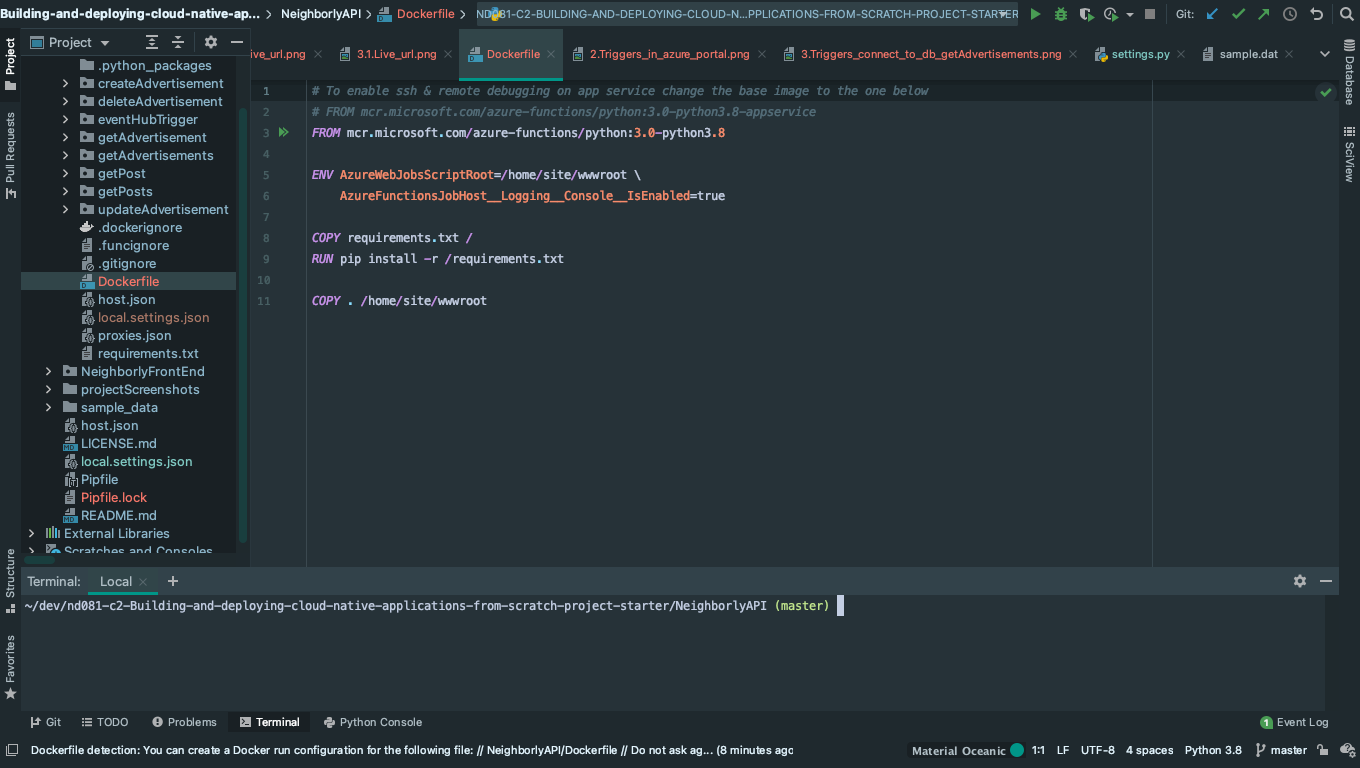 Building-and-deploying-cloud-native-ap... NeighborlyAPI Dockerfile
ND081-C2-BUILDING-AND-DEPLOYING-CLOUD-N...PPLICATIONS-FROM-SCRATCH-PROJECT-STARTER
Git:
Project
ive_url.png
3.1.Live_url.png
Dockerfile
2.Triggers_in_azure_portal.png
3.Triggers_connect_to_db_getAdvertisements.png
settings.py
sample.dat
Project
Pull Requests
Structure
Favorites
Database
SciView
.python_packages
createAdvertisement
deleteAdvertisement
eventHubTrigger
getAdvertisement
getAdvertisements
getPost
getPosts
updateAdvertisement
.dockerignore
.funcignore
.gitignore
Dockerfile
host.json
local.settings.json
proxies.json
requirements.txt
NeighborlyFrontEnd
projectScreenshots
sample_data
host.json
LICENSE.md
local.settings.json
Pipfile
Pipfile.lock
README.md
External Libraries
Scratches and Consoles
1 # To enable ssh & remote debugging on app service change the base image to the one below
2 # FROM mcr.microsoft.com/azure-functions/python:3.0-python3.8-appservice
3 FROM mcr.microsoft.com/azure-functions/python:3.0-python3.8
4
5 ENV AzureWebJobsScriptRoot=/home/site/wwwroot \
6 AzureFunctionsJobHost__Logging__Console__IsEnabled=true
7
8 COPY requirements.txt /
9 RUN pip install -r /requirements.txt
10
11 COPY . /home/site/wwwroot
Terminal: Local +
~/dev/nd081-c2-Building-and-deploying-cloud-native-applications-from-scratch-project-starter/NeighborlyAPI (master)
Git TODO Problems Terminal Python Console 1 Event Log
Dockerfile detection: You can create a Docker run configuration for the following file: // NeighborlyAPI/Dockerfile // Do not ask ag... (8 minutes agc
Material Oceanic 1:1 LF UTF-8 4 spaces Python 3.8 master